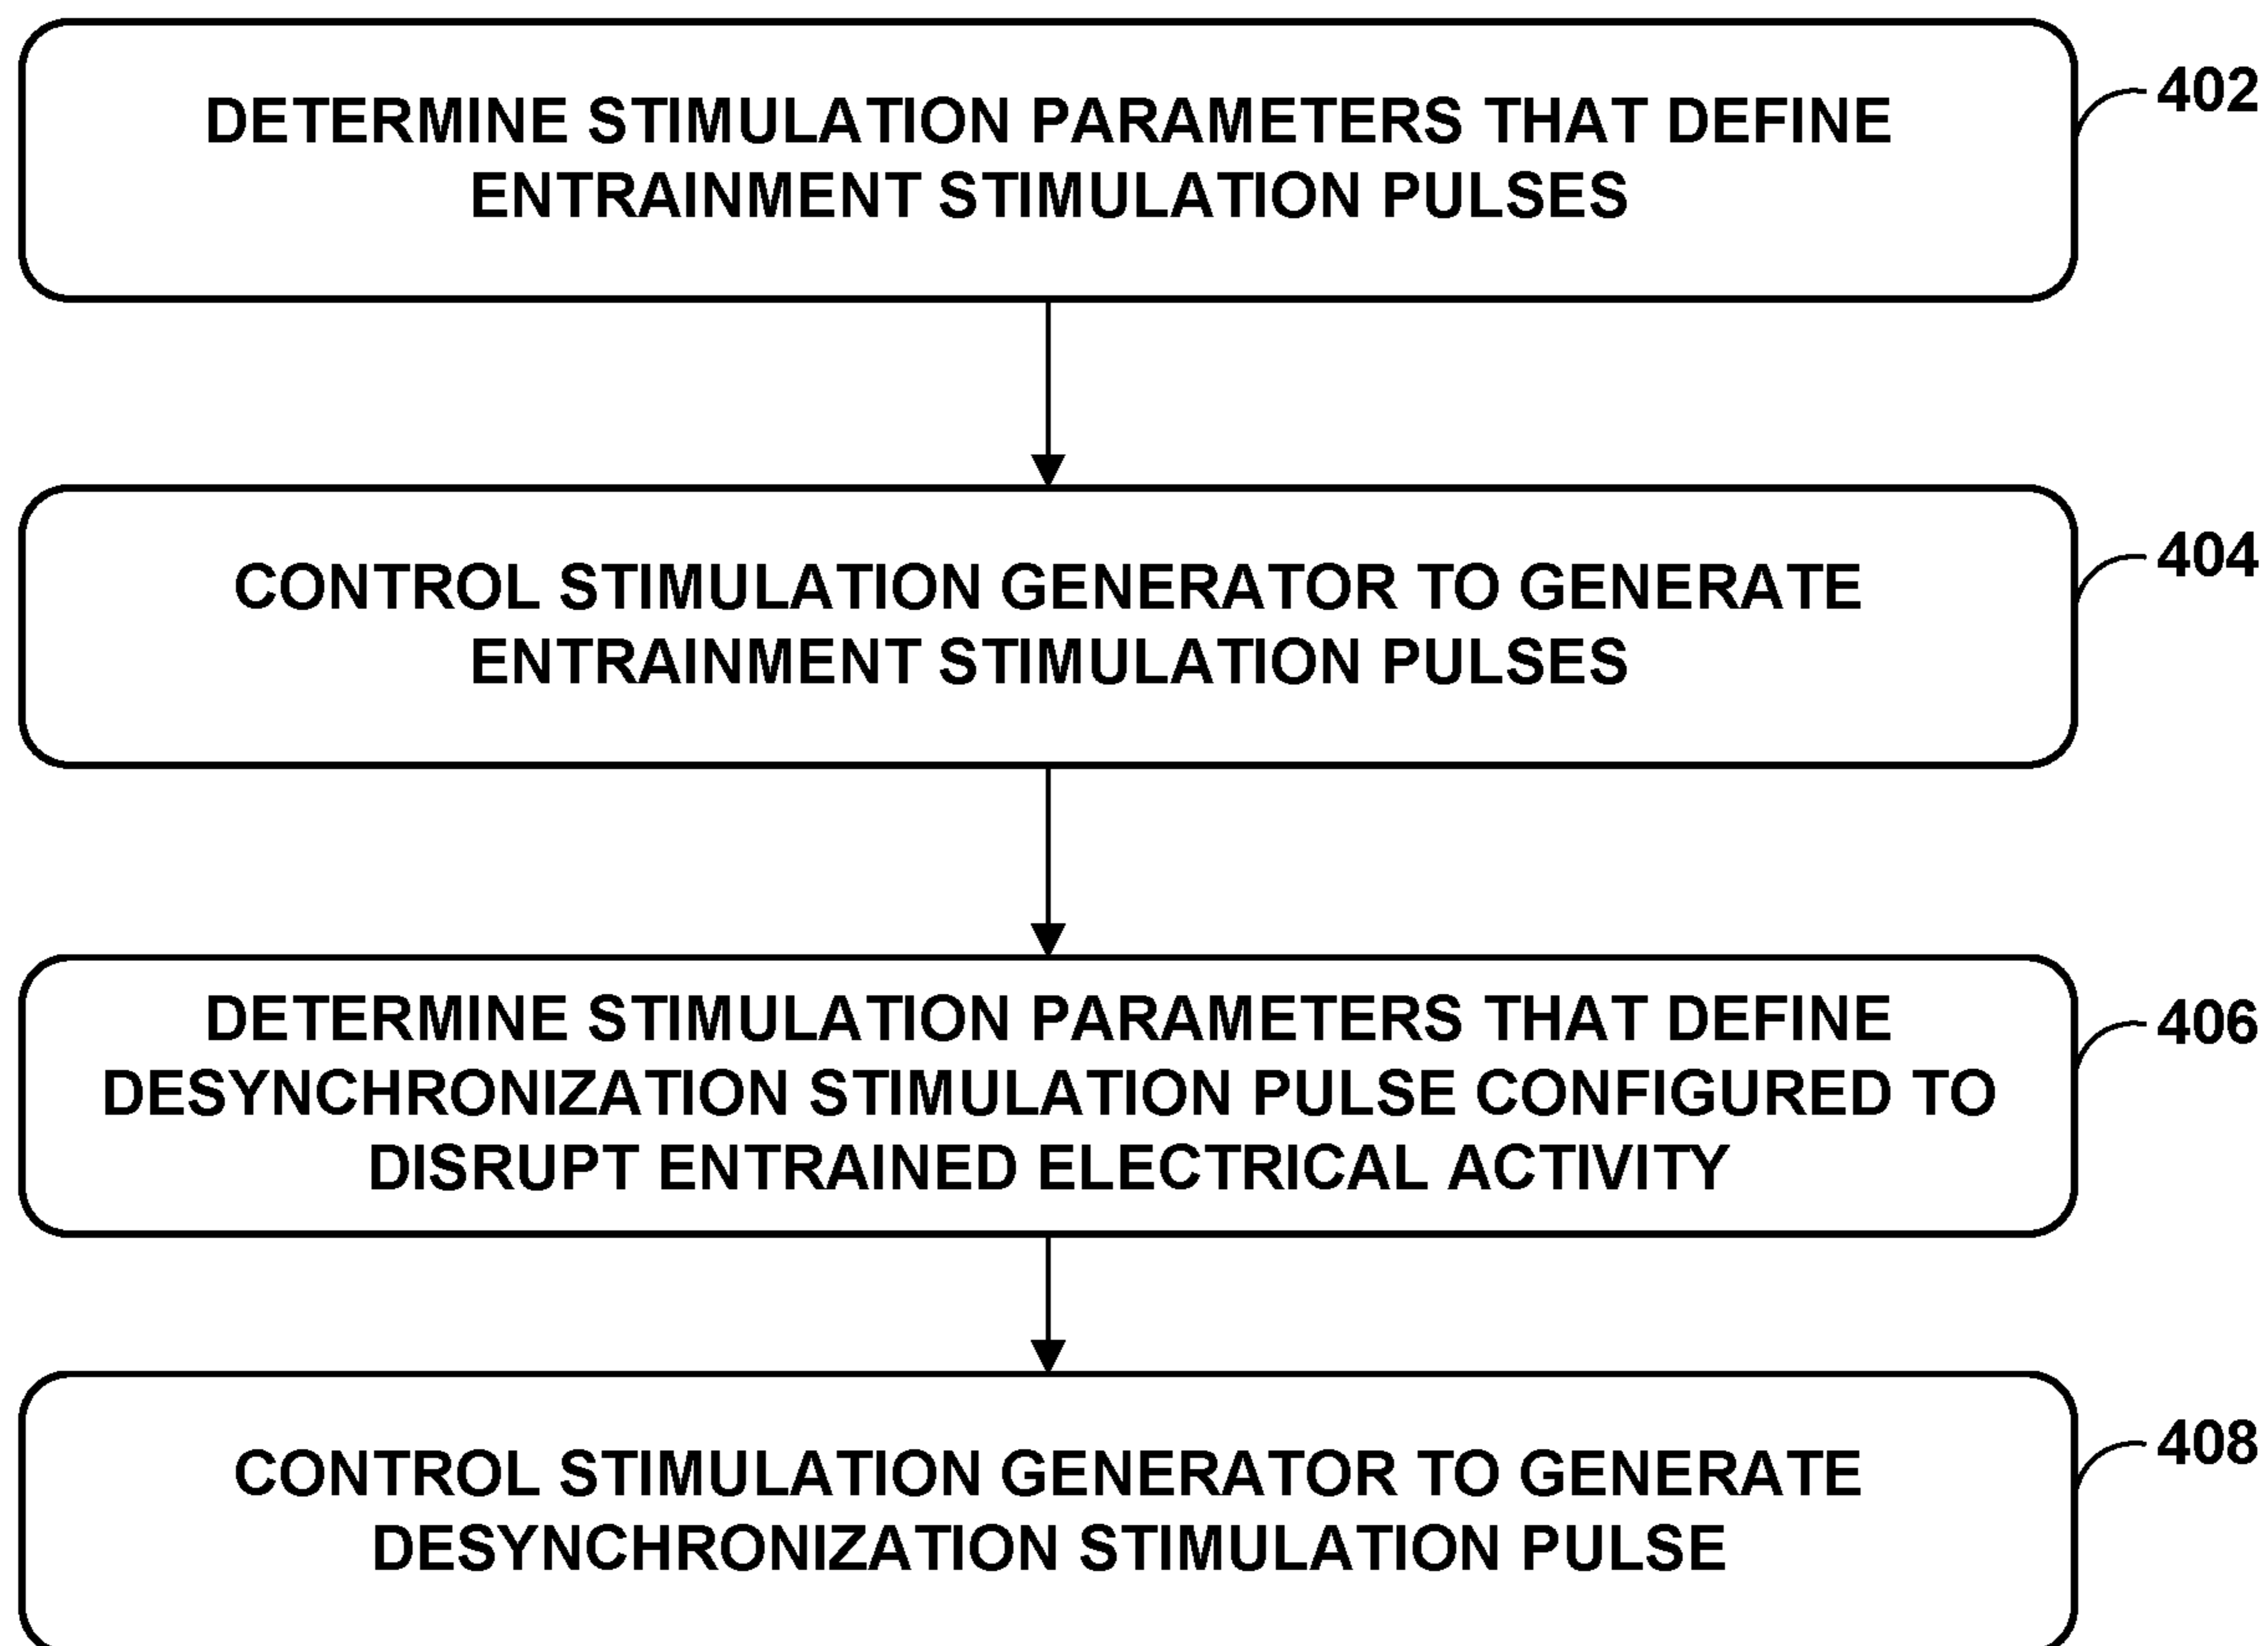 DETERMINE STIMULATION PARAMETERS THAT DEFINE
ENTRAINMENT STIMULATION PULSES
402
CONTROL STIMULATION GENERATOR TO GENERATE
ENTRAINMENT STIMULATION PULSES
404
DETERMINE STIMULATION PARAMETERS THAT DEFINE
DESYNCHRONIZATION STIMULATION PULSE CONFIGURED TO
DISRUPT ENTRAINED ELECTRICAL ACTIVITY
406
CONTROL STIMULATION GENERATOR TO GENERATE
DESYNCHRONIZATION STIMULATION PULSE
408